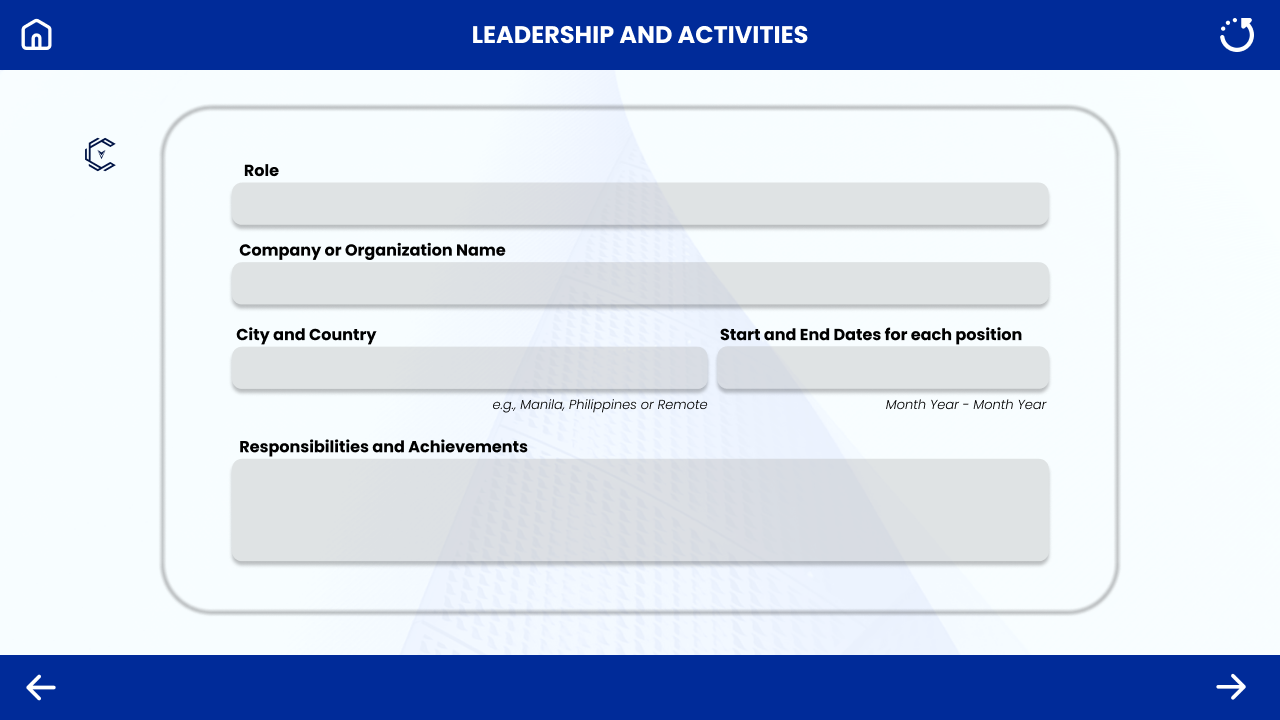 LEADERSHIP AND ACTIVITIES
Role
Company or Organization Name
City and Country
Start and End Dates for each position
e.g., Manila, Philippines or Remote
Month Year - Month Year
Responsibilities and Achievements